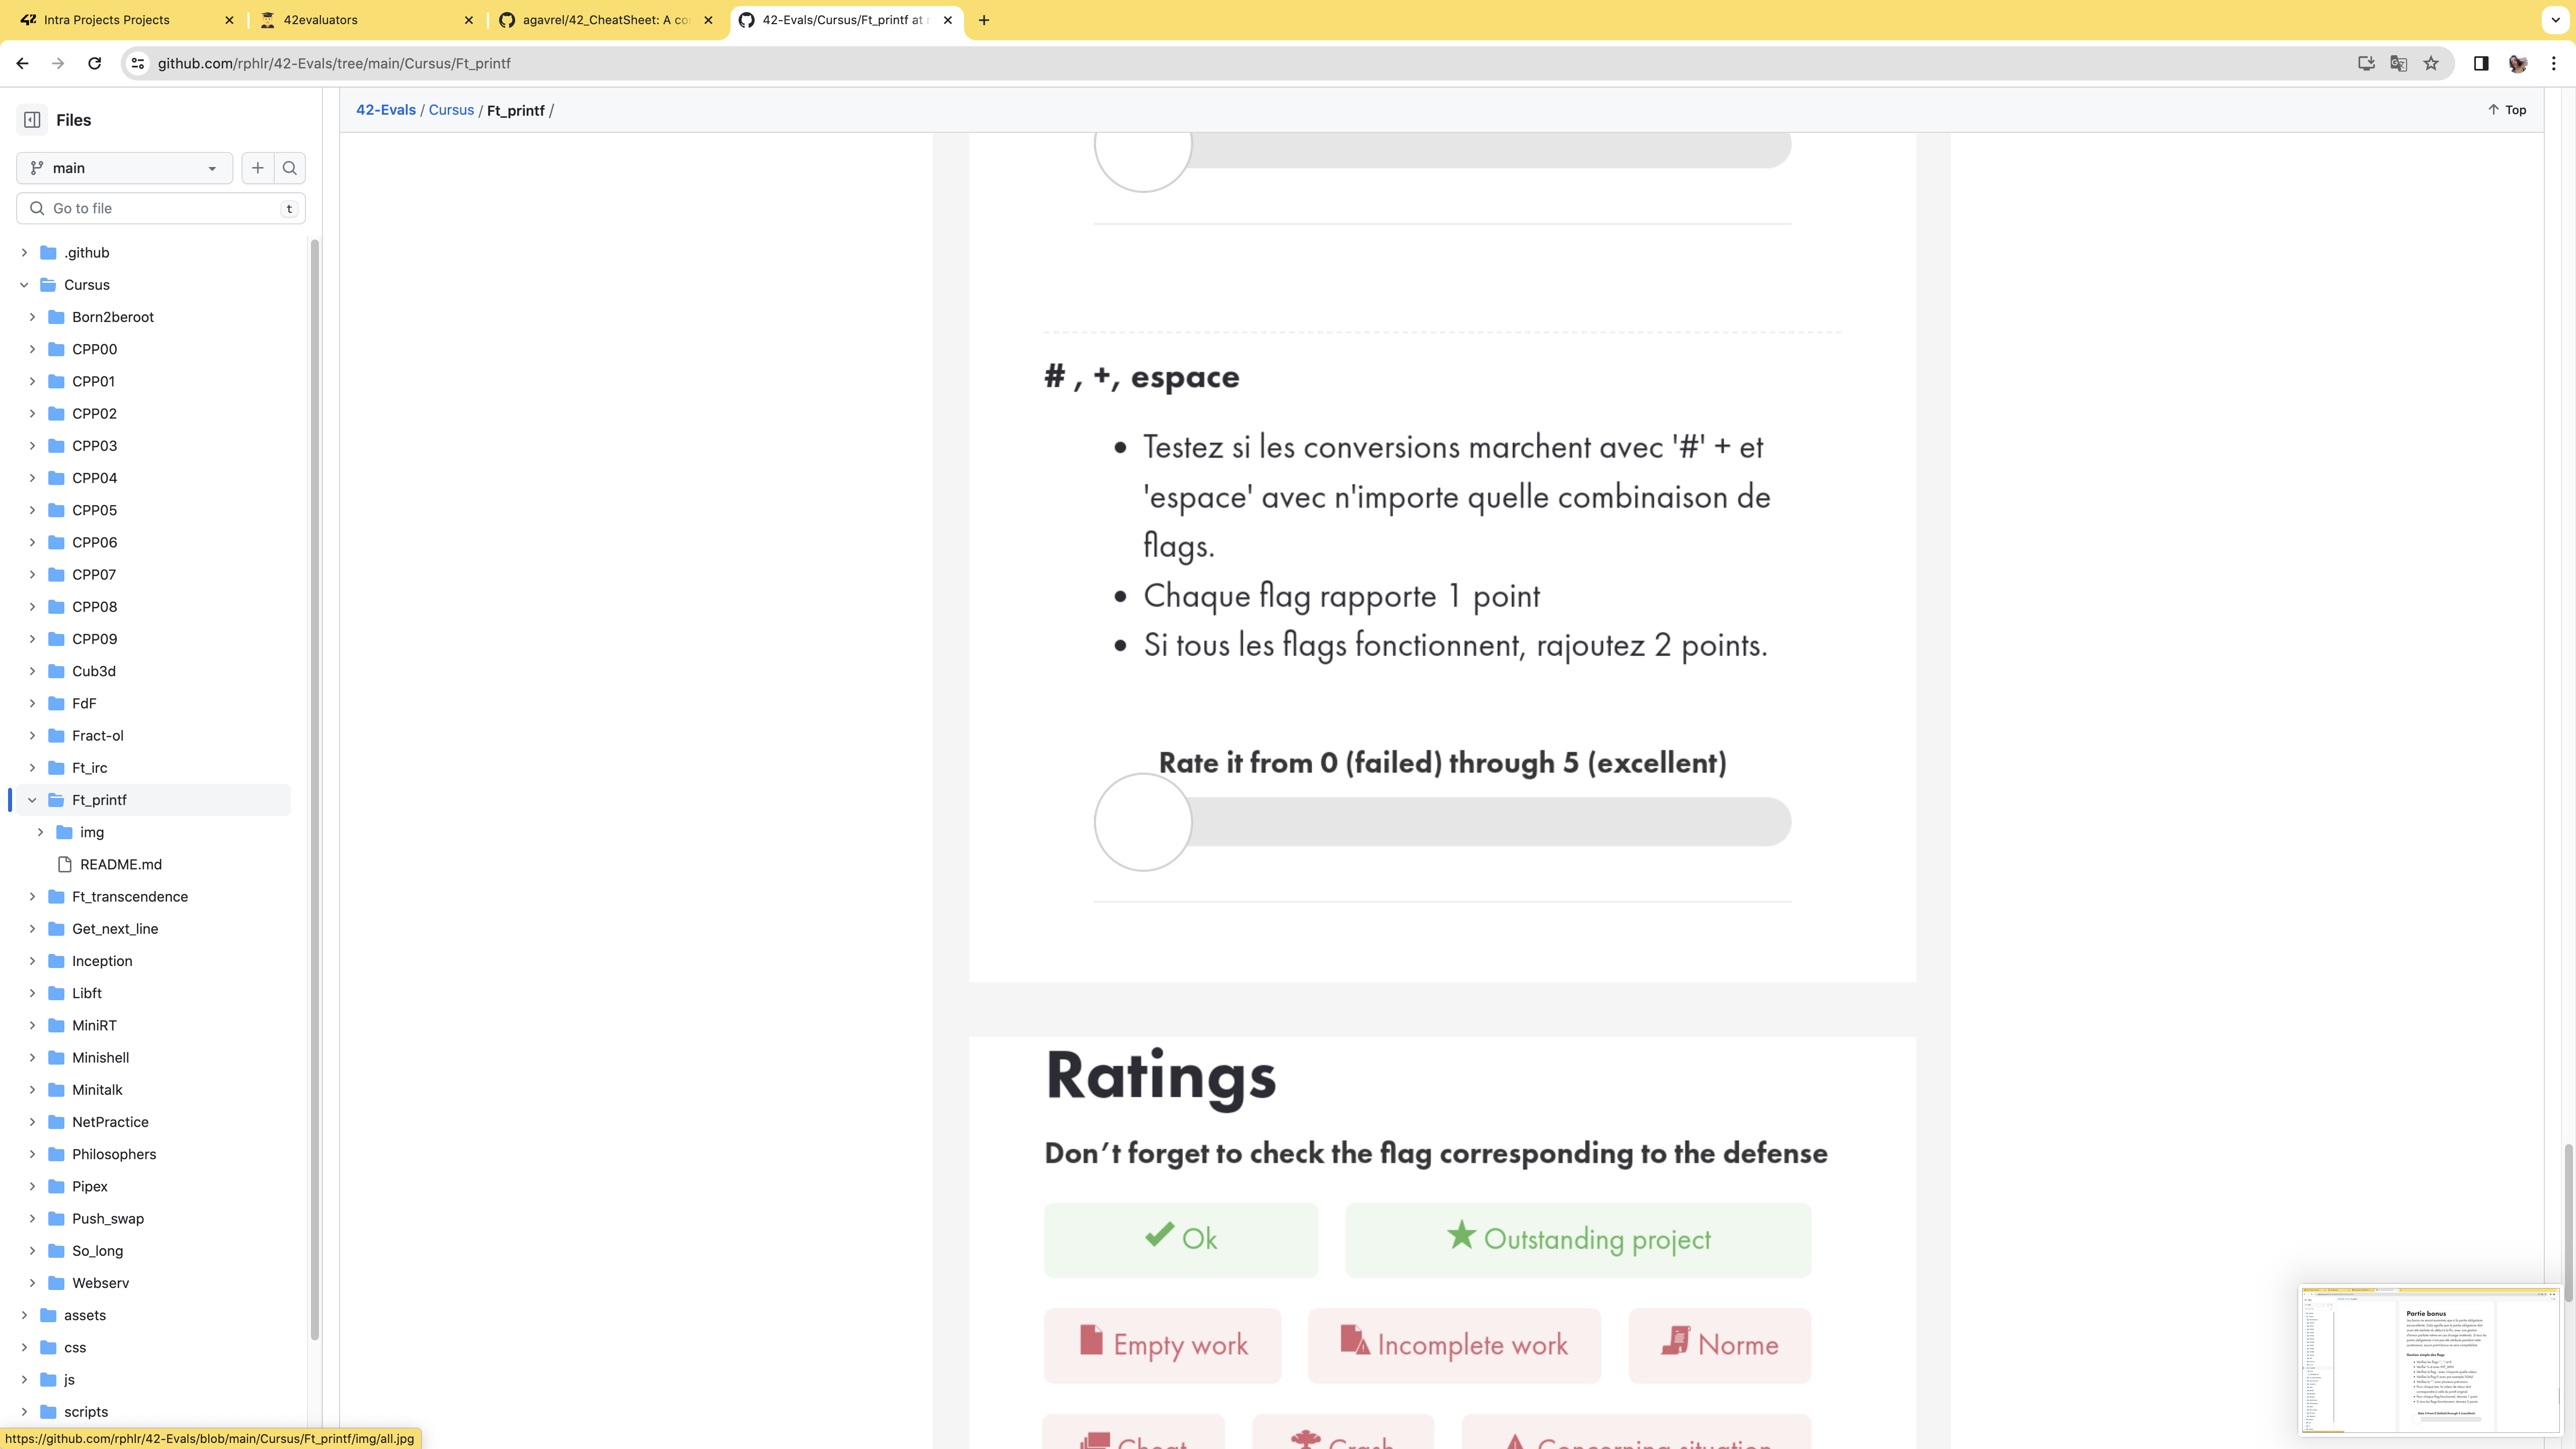 Intra Projects Projects
42evaluators
agavrel/42_CheatSheet: A co
42-Evals/Cursus/Ft_printf at
github.com/rphlr/42-Evals/tree/main/Cursus/Ft_printf
Files
main
Go to file
t
.github
Cursus
Born2beroot
CPP00
CPP01
CPP02
CPP03
CPP04
CPP05
CPP06
CPP07
CPP08
CPP09
Cub3d
FdF
Fract-ol
Ft_irc
Ft_printf
img
README.md
Ft_transcendence
Get_next_line
Inception
Libft
MiniRT
Minishell
Minitalk
NetPractice
Philosophers
Pipex
Push_swap
So_long
Webserv
assets
css
js
scripts
https://github.com/rphlr/42-Evals/blob/main/Cursus/Ft_printf/img/all.jpg
42-Evals / Cursus / Ft_printf /
Top
# , +, espace
• Testez si les conversions marchent avec '#' + et
'espace' avec n'importe quelle combinaison de
flags.
• Chaque flag rapporte 1 point
• Si tous les flags fonctionnent, rajoutez 2 points.
Rate it from 0 (failed) through 5 (excellent)
Ratings
Don't forget to check the flag corresponding to the defense
Ok
Outstanding project
Empty work
Incomplete work
Norme
Cheat
Crash
Concerning situation
Partie bonus